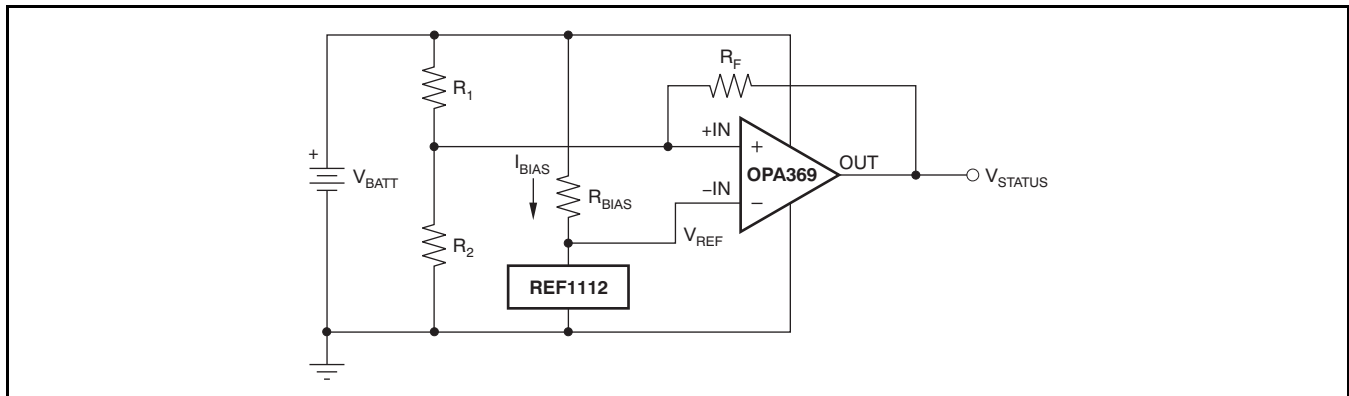 R_F
R_1
+IN
+
OUT
I_BIAS
OPA369
V_STATUS
+
V_BATT
R_BIAS
−IN
−
R_2
V_REF
REF1112